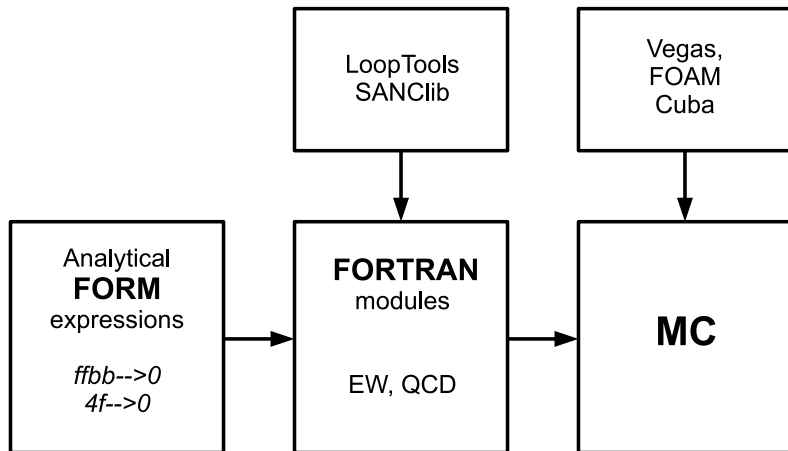 LoopTools
SANClib
Vegas,
FOAM
Cuba
Analytical
FORM
expressions
ffbb-->0
4f-->0
FORTRAN
modules
EW, QCD
MC